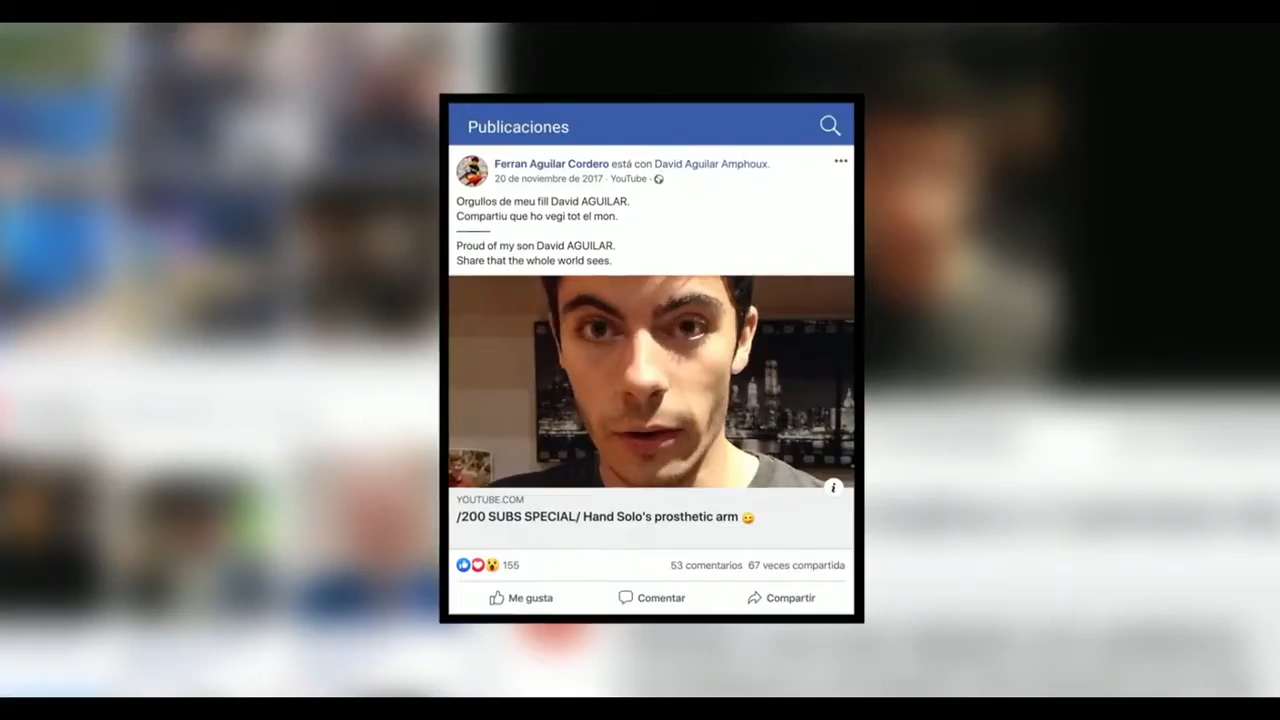 Publicaciones
Ferran Aguilar Cordero está con David Aguilar Amphoux.
20 de noviembre de 2017 · YouTube ·
Orgullos de meu fill David AGUILAR.
Compartiu que ho vegi tot el mon.
Proud of my son David AGUILAR.
Share that the whole world sees.
YOUTUBE.COM
/200 SUBS SPECIAL/ Hand Solo's prosthetic arm 😋
155
53 comentarios 67 veces compartida
Me gusta
Comentar
Compartir